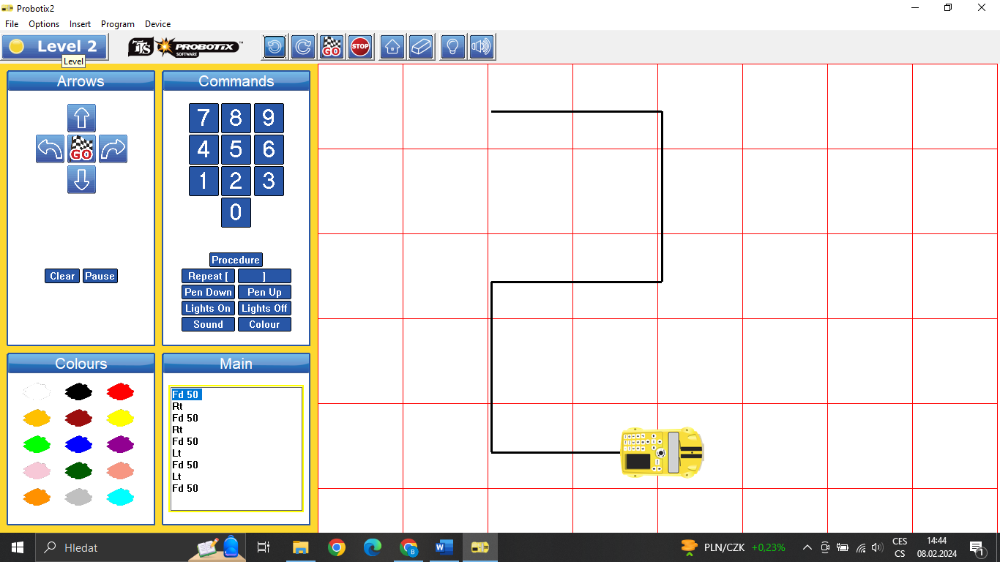 Probotix2
File Options Insert Program Device
Level 2
TTS PROBOTIX SOFTWARE
GO STOP
Level
Arrows
GO
Clear Pause
Commands
7 8 9
4 5 6
1 2 3
0
Procedure
Repeat [ ]
Pen Down Pen Up
Lights On Lights Off
Sound Colour
Colours
Main
Fd 50
Rt
Fd 50
Rt
Fd 50
Lt
Fd 50
Lt
Fd 50
Hledat
PLN/CZK +0,23%
CES
CS
14:44
08.02.2024
1